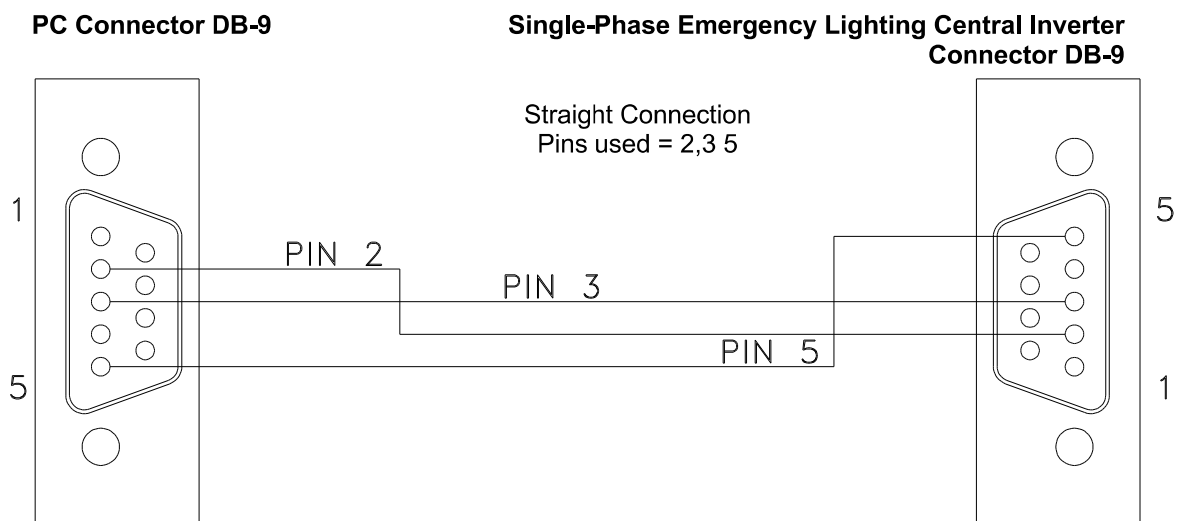 PC Connector DB-9
Single-Phase Emergency Lighting Central Inverter
Connector DB-9
Straight Connection
Pins used = 2,3 5
1
5
PIN 2
PIN 3
PIN 5
5
1